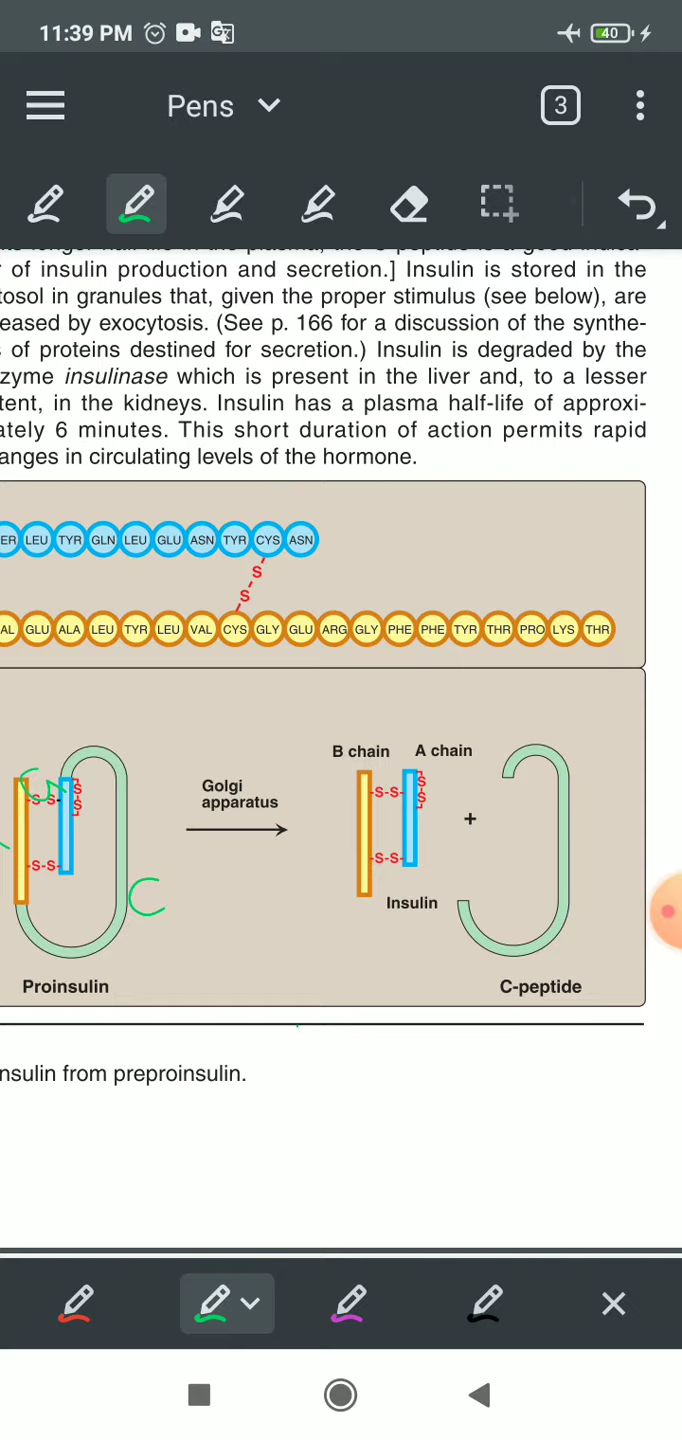 11:39 PM
40
Pens
3
r of insulin production and secretion.] Insulin is stored in the
tosol in granules that, given the proper stimulus (see below), are
eased by exocytosis. (See p. 166 for a discussion of the synthe-
s of proteins destined for secretion.) Insulin is degraded by the
zyme insulinase which is present in the liver and, to a lesser
tent, in the kidneys. Insulin has a plasma half-life of approxi-
ately 6 minutes. This short duration of action permits rapid
anges in circulating levels of the hormone.
ER LEU TYR GLN LEU GLU ASN TYR CYS ASN
S
S
AL GLU ALA LEU TYR LEU VAL CYS GLY GLU ARG GLY PHE PHE TYR THR PRO LYS THR
B chain A chain
Golgi
apparatus
S-S
S
S
S-S
S-S
S
S
S-S
+
C
Insulin
Proinsulin
C-peptide
nsulin from preproinsulin.